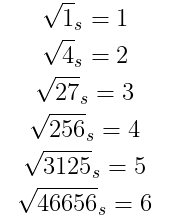 √1ₛ = 1
√4ₛ = 2
√27ₛ = 3
√256ₛ = 4
√3125ₛ = 5
√46656ₛ = 6